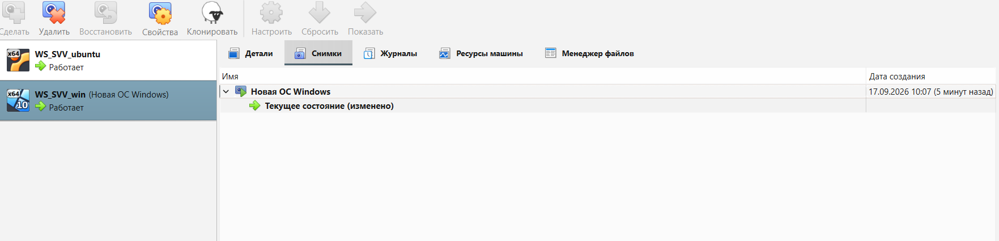 Сделать Удалить Восстановить Свойства Клонировать Настроить Сбросить Показать
x64 WS_SVV_ubuntu
Работает
x64 10 WS_SVV_win (Новая ОС Windows)
Работает
Детали Снимки Журналы Ресурсы машины Менеджер файлов
Имя Дата создания
Новая ОС Windows 17.09.2026 10:07 (5 минут назад)
Текущее состояние (изменено)